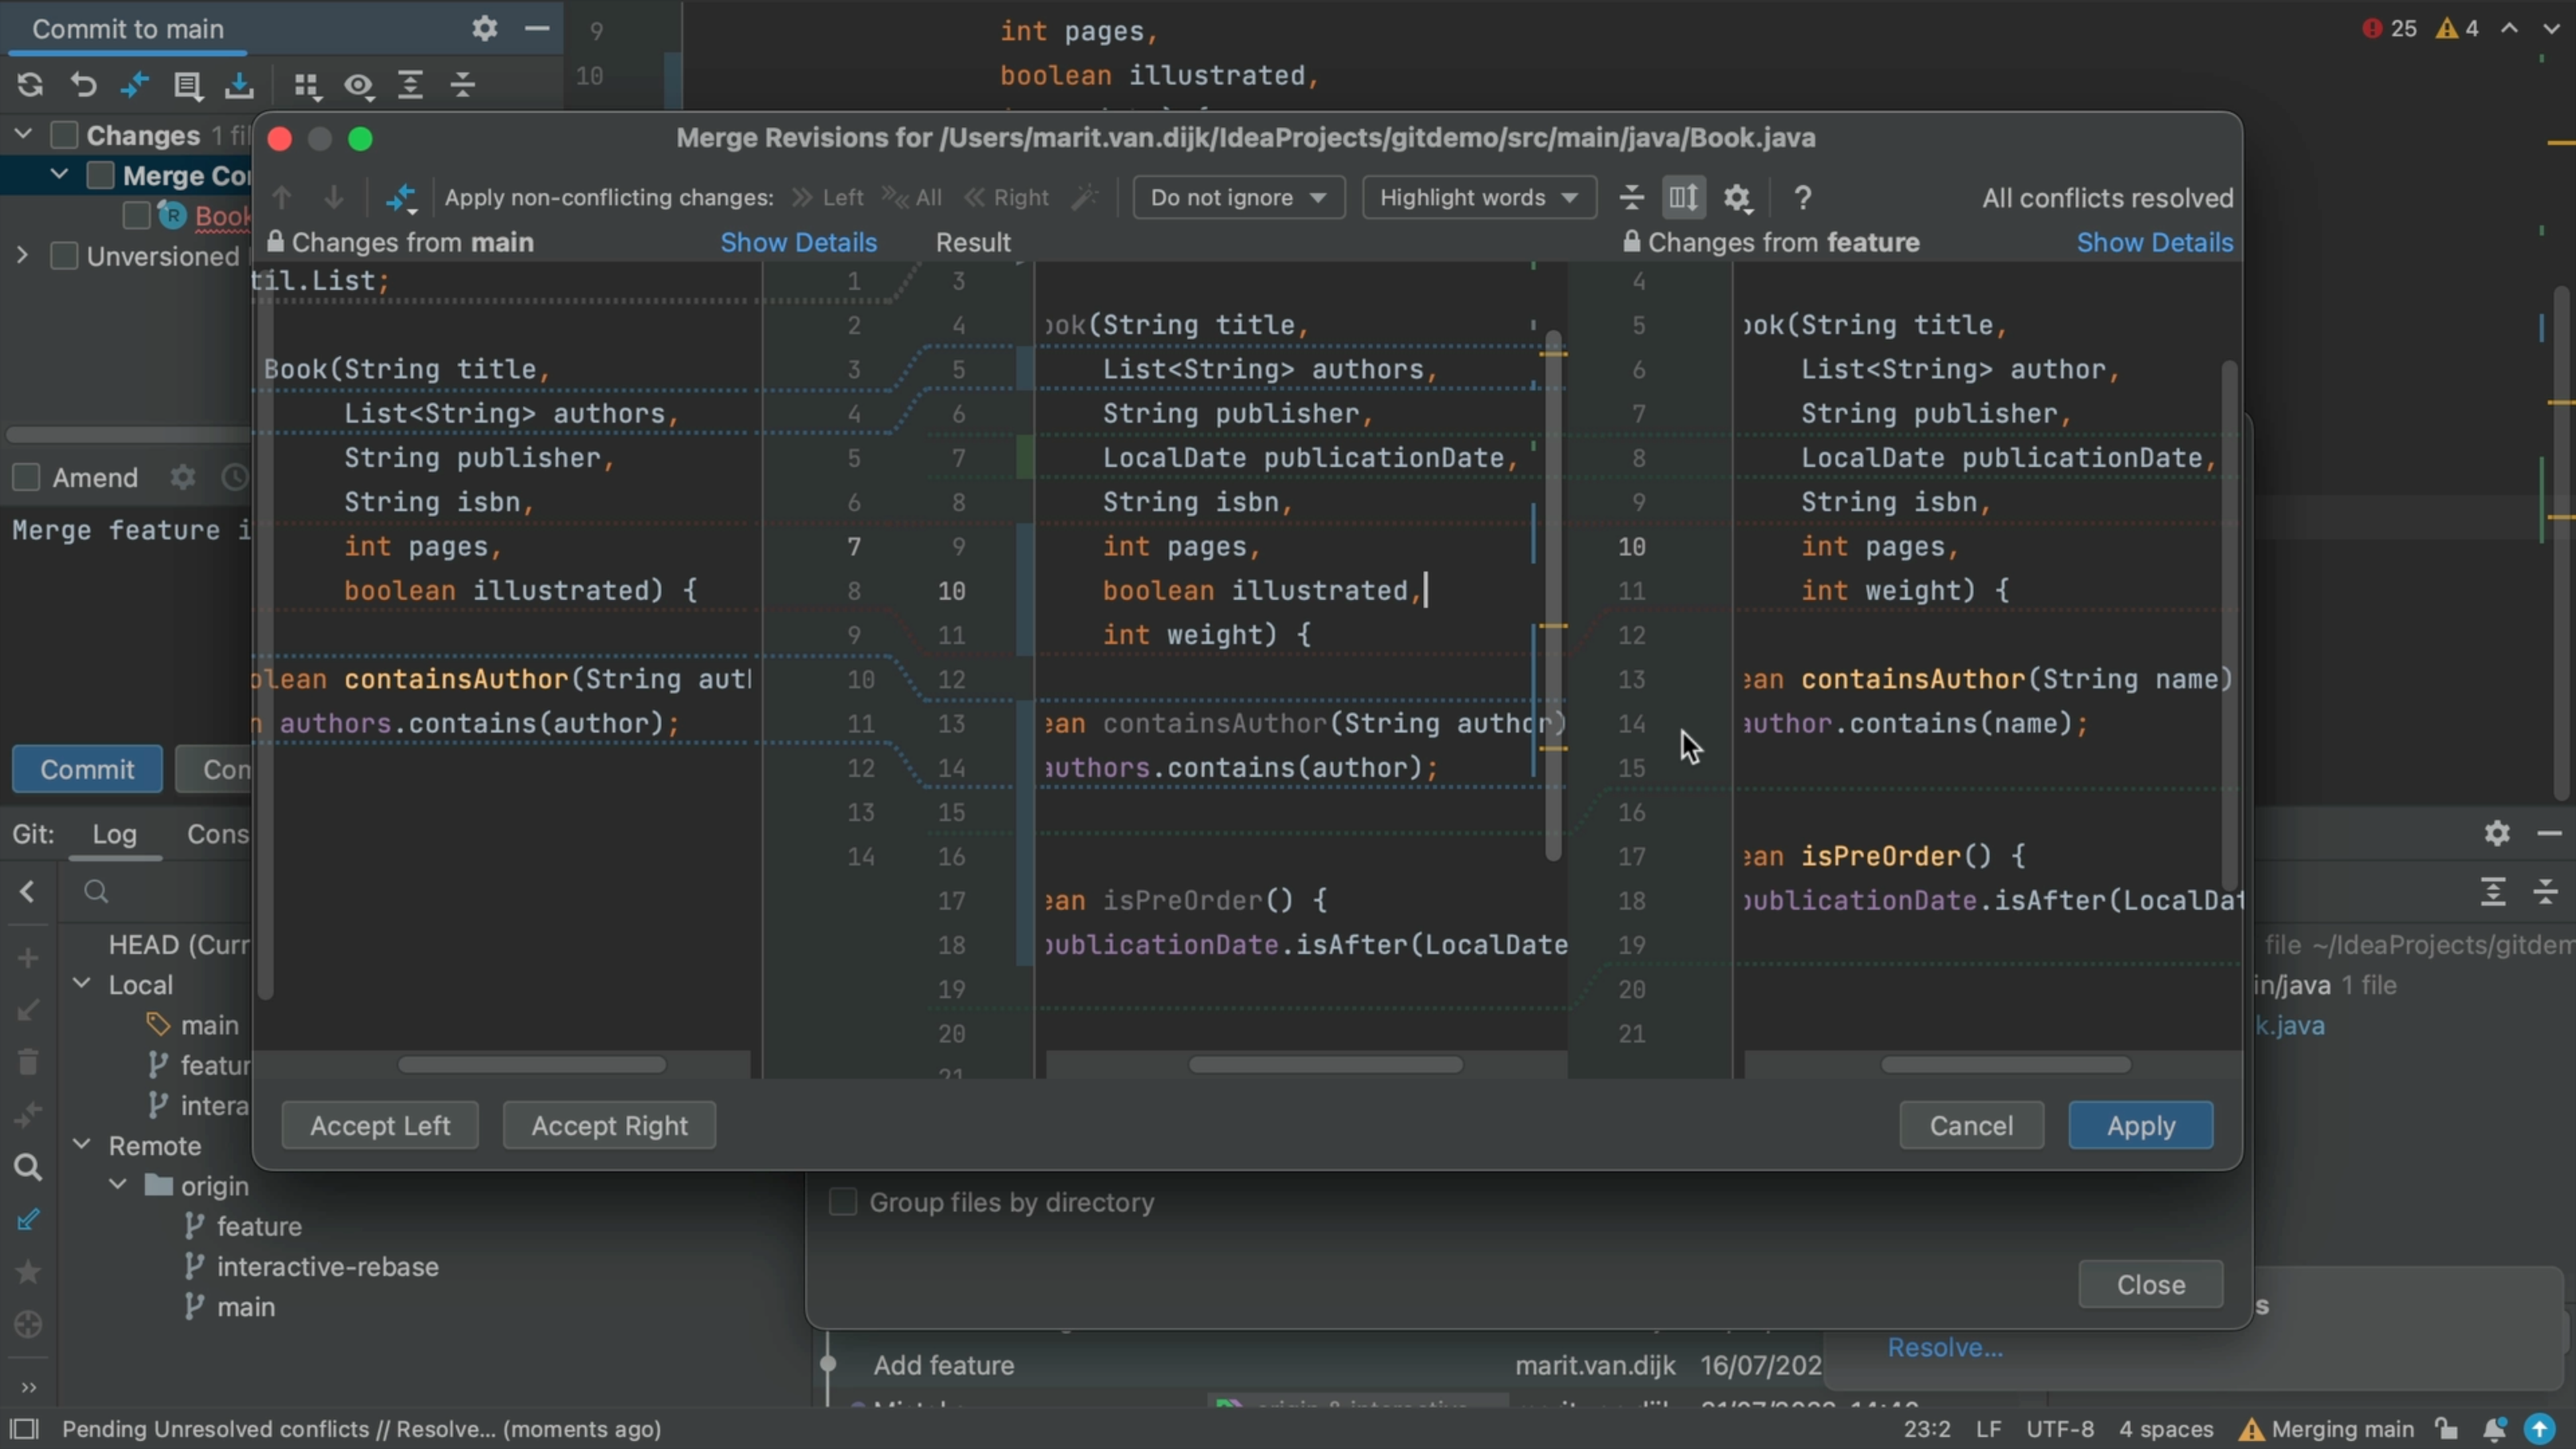 Commit to main
9
int pages,
25 4
10
boolean illustrated,
Changes 1 fil
Merge Revisions for /Users/marit.van.dijk/IdeaProjects/gitdemo/src/main/java/Book.java
Merge Con
Apply non-conflicting changes: Left All Right Do not ignore Highlight words ? All conflicts resolved
Book
Changes from main Show Details Result Changes from feature Show Details
Unversioned
til.List; 1 3 4
2 4 ook(String title, 5 ook(String title,
Book(String title, 3 5 List<String> authors, 6 List<String> author,
List<String> authors, 4 6 String publisher, 7 String publisher,
String publisher, 5 7 LocalDate publicationDate, 8 LocalDate publicationDate,
Amend
String isbn, 6 8 String isbn, 9 String isbn,
Merge feature i
int pages, 7 9 int pages, 10 int pages,
boolean illustrated) { 8 10 boolean illustrated, 11 int weight) {
9 11 int weight) { 12
olean containsAuthor(String auth 10 12 13 ean containsAuthor(String name)
n authors.contains(author); 11 13 ean containsAuthor(String author) 14 author.contains(name);
Commit Con
12 14 authors.contains(author); 15
13 15 16
Git: Log Cons
14 16 17 ean isPreOrder() {
17 ean isPreOrder() { 18 publicationDate.isAfter(LocalDat
HEAD (Curr
18 publicationDate.isAfter(LocalDate 19
file ~/IdeaProjects/gitdem
Local
19 20
in/java 1 file
main
20 21
k.java
featur
21
intera
Accept Left Accept Right Cancel Apply
Remote
origin
Group files by directory
feature
interactive-rebase
Close
main
s
Resolve...
Add feature marit.van.dijk 16/07/202
Pending Unresolved conflicts // Resolve... (moments ago) 23:2 LF UTF-8 4 spaces Merging main